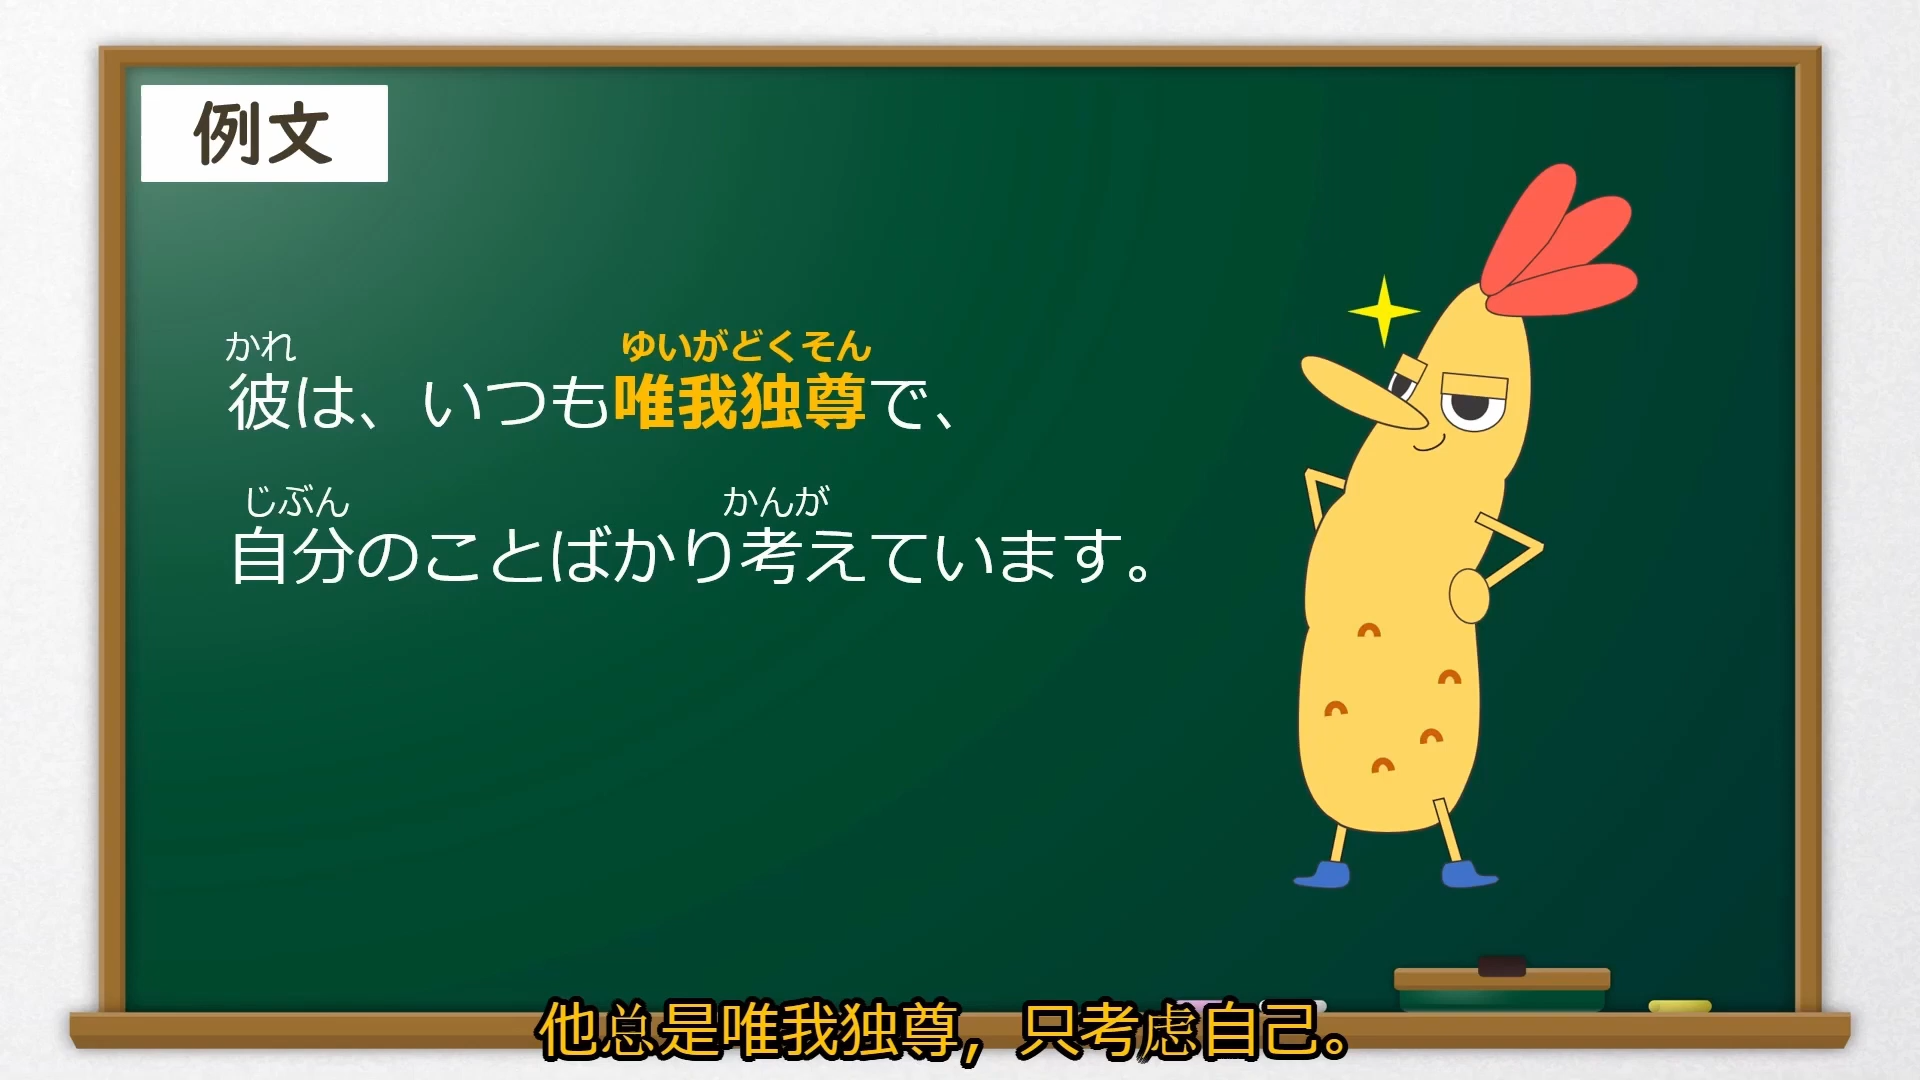 例文
かれ ゆいがどくそん
彼は、いつも唯我独尊で、
じぶん かんが
自分のことばかり考えています。
他总是唯我独尊，只考虑自己。